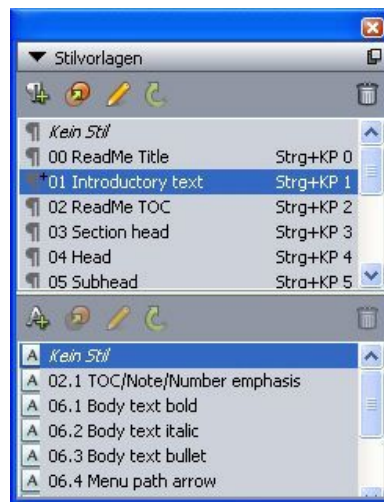 Stilvorlagen
Kein Stil
00 ReadMe Title Strg+KP 0
01 Introductory text Strg+KP 1
02 ReadMe TOC Strg+KP 2
03 Section head Strg+KP 3
04 Head Strg+KP 4
05 Subhead Strg+KP 5
Kein Stil
02.1 TOC/Note/Number emphasis
06.1 Body text bold
06.2 Body text italic
06.3 Body text bullet
06.4 Menu path arrow